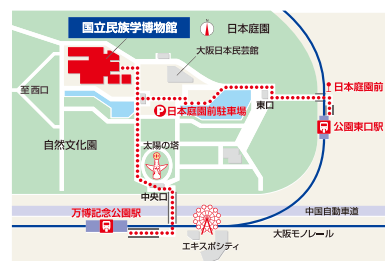 国立民族学博物館
日本庭園
大阪日本民芸館
至西口
日本庭園前
P日本庭園前駐車場
東口
公園東口駅
自然文化園
太陽の塔
中央口
万博記念公園駅
中国自動車道
大阪モノレール
エキスポシティ